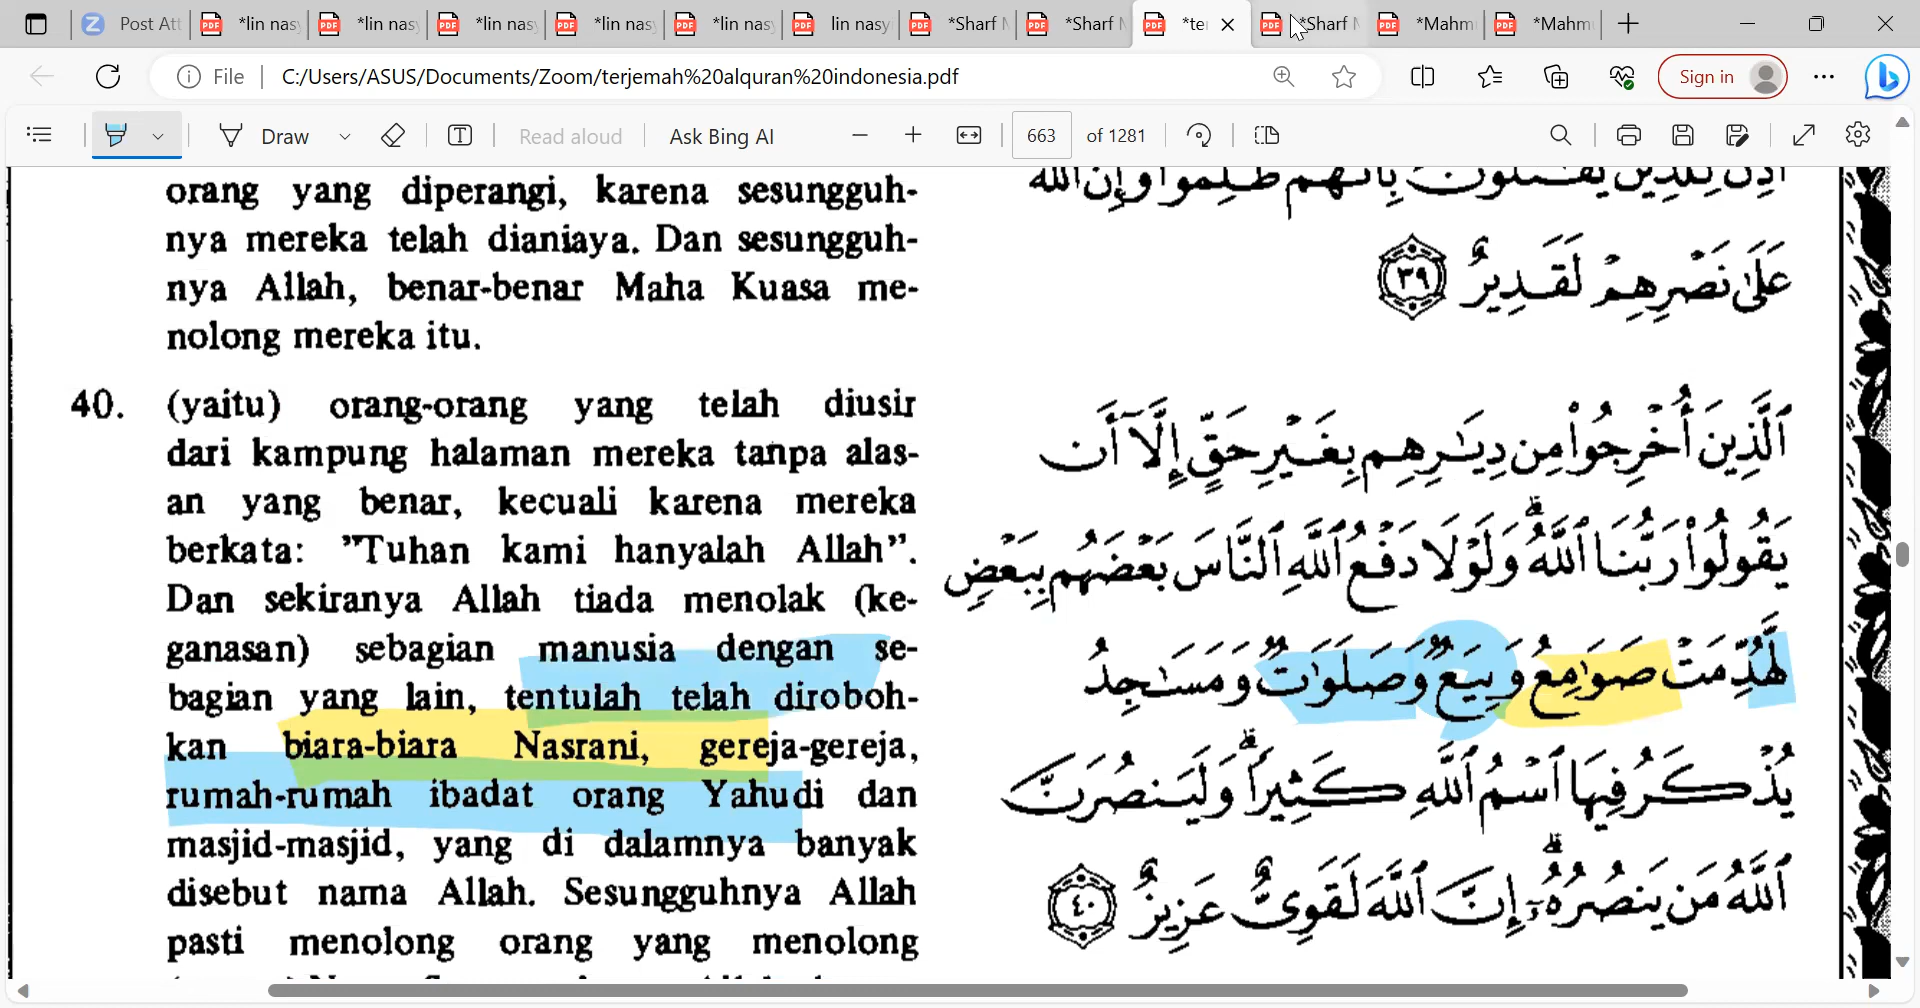 Post Att
*lin nasy
*lin nasy
*lin nasy
*lin nasy
*lin nasy
lin nasyi
*Sharf M
*Sharf M
*te
*Sharf M
*Mahmu
*Mahmu
File
C:/Users/ASUS/Documents/Zoom/terjemah%20alquran%20indonesia.pdf
Sign in
Draw
Read aloud
Ask Bing AI
663 of 1281
orang yang diperangi, karena sesungguh-
nya mereka telah dianiaya. Dan sesungguh-
nya Allah, benar-benar Maha Kuasa me-
nolong mereka itu.
40. (yaitu) orang-orang yang telah diusir
dari kampung halaman mereka tanpa alas-
an yang benar, kecuali karena mereka
berkata: ”Tuhan kami hanyalah Allah”.
Dan sekiranya Allah tiada menolak (ke-
ganasan) sebagian manusia dengan se-
bagian yang lain, tentulah telah diroboh-
kan biara-biara Nasrani, gereja-gereja,
rumah-rumah ibadat orang Yahudi dan
masjid-masjid, yang di dalamnya banyak
disebut nama Allah. Sesungguhnya Allah
pasti menolong orang yang menolong
أُذِنَ لِلَّذِينَ يُقَـٰتَلُونَ بِأَنَّهُمْ ظُلِمُوا۟ وَإِنَّ ٱللَّهَ
عَلَىٰ نَصْرِهِمْ لَقَدِيرٌ ٣٩
ٱلَّذِينَ أُخْرِجُوا۟ مِن دِيَـٰرِهِم بِغَيْرِ حَقٍّ إِلَّآ أَن
يَقُولُوا۟ رَبُّنَا ٱللَّهُ ۗ وَلَوْلَا دَفْعُ ٱللَّهِ ٱلنَّاسَ بَعْضَهُم بِبَعْضٍ
لَّهُدِّمَتْ صَوَٰمِعُ وَبِيَعٌ وَصَلَوَٰتٌ وَمَسَـٰجِدُ
يُذْكَرُ فِيهَا ٱسْمُ ٱللَّهِ كَثِيرًا ۗ وَلَيَنصُرَنَّ
ٱللَّهُ مَن يَنصُرُهُۥٓ ۗ إِنَّ ٱللَّهَ لَقَوِىٌّ عَزِيزٌ ٤٠